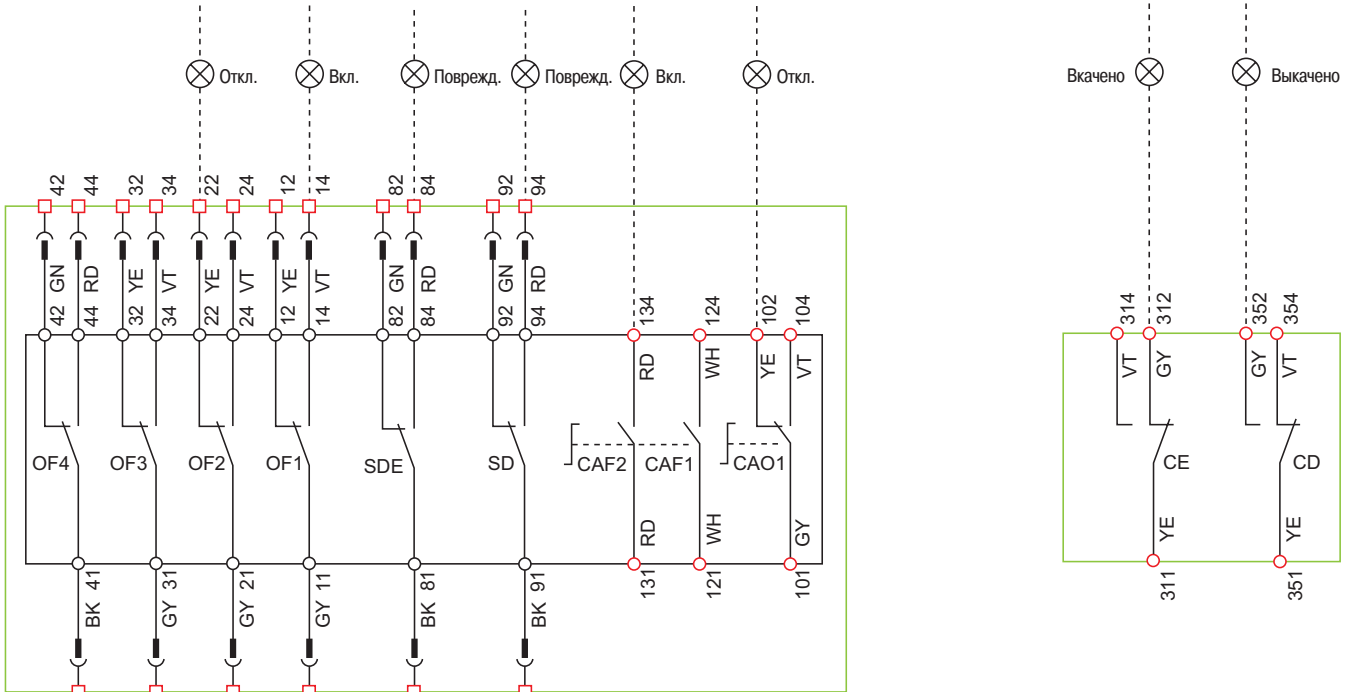 Откл. Вкл. Поврежд. Поврежд. Вкл. Откл. Вкачено Выкачено
42 44 32 34 22 24 12 14 82 84 92 94
GN RD YE VT YE VT YE VT GN RD GN RD
42 44 32 34 22 24 12 14 82 84 92 94 134 124 102 104 314 312 352 354
RD WH YE VT VT GY GY VT
OF4 OF3 OF2 OF1 SDE SD CAF2 CAF1 CAO1 CE CD
RD WH GY YE YE
41 31 21 11 81 91 131 121 101 311 351
BK GY GY GY BK BK